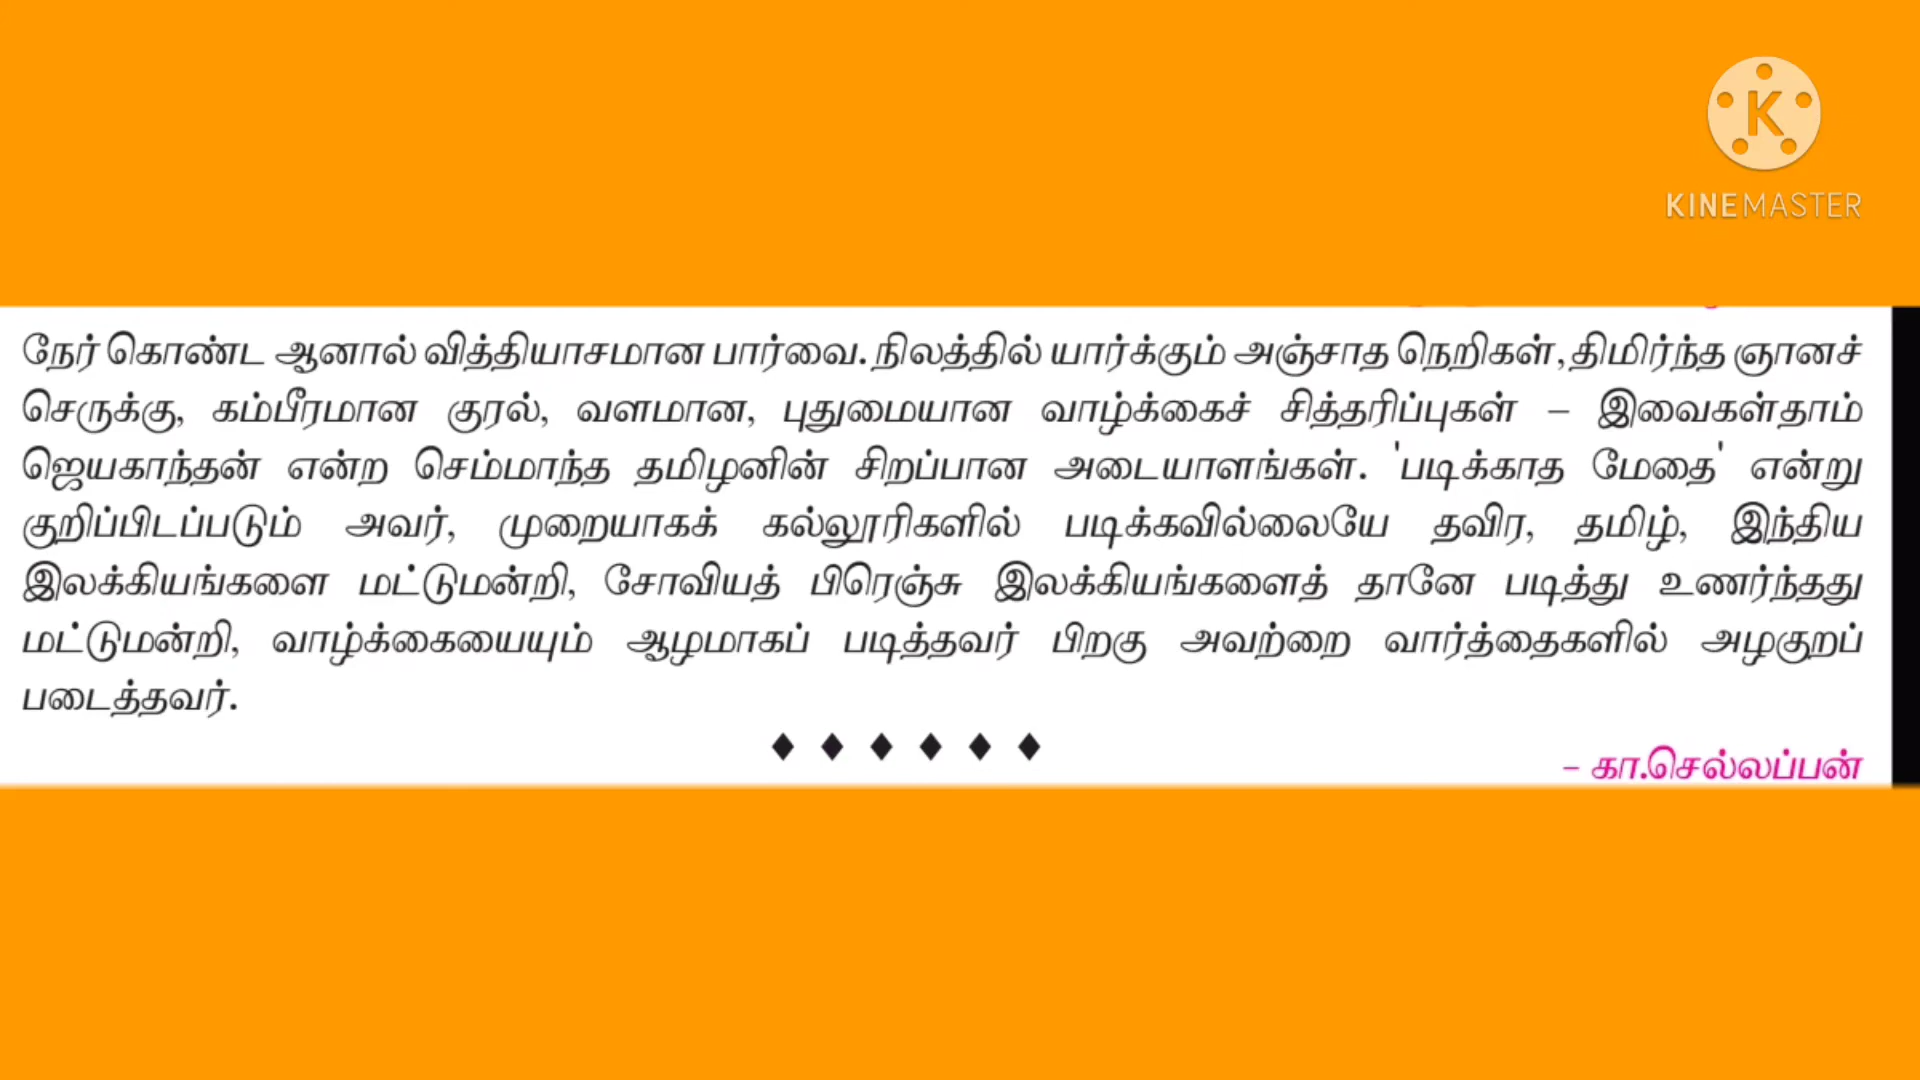 KINEMASTER
நேர் கொண்ட ஆனால் வித்தியாசமான பார்வை. நிலத்தில் யார்க்கும் அஞ்சாத நெறிகள், திமிர்ந்த ஞானச்
செருக்கு, கம்பீரமான குரல், வளமான, புதுமையான வாழ்க்கைச் சித்தரிப்புகள் – இவைகள்தாம்
ஜெயகாந்தன் என்ற செம்மாந்த தமிழனின் சிறப்பான அடையாளங்கள். 'படிக்காத மேதை' என்று
குறிப்பிடப்படும் அவர், முறையாகக் கல்லூரிகளில் படிக்கவில்லையே தவிர, தமிழ், இந்திய
இலக்கியங்களை மட்டுமன்றி, சோவியத் பிரெஞ்சு இலக்கியங்களைத் தானே படித்து உணர்ந்தது
மட்டுமன்றி, வாழ்க்கையையும் ஆழமாகப் படித்தவர் பிறகு அவற்றை வார்த்தைகளில் அழகுறப்
படைத்தவர்.
– கா.செல்லப்பன்